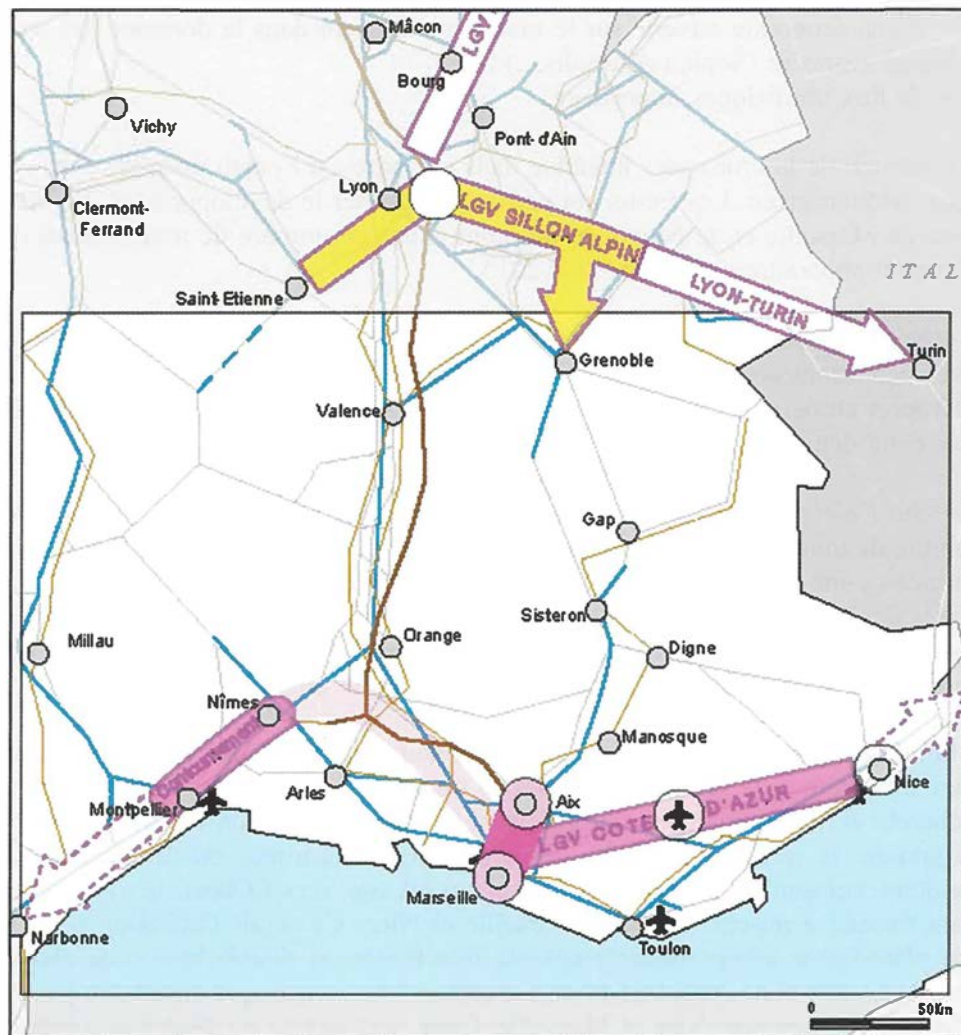 Mâcon
LGV
Bourg
Vichy
Pont-d'Ain
Lyon
Clermont-
Ferrand
LGV SILLON ALPIN
ITAL
Saint-Etienne
LYON-TURIN
Turin
Grenoble
Valence
Gap
Sisteron
Millau
Orange
Digne
Nîmes
Manosque
Contournement
Nice
Montpellier
Arles
Aix
LGV COTE D'AZUR
Marseille
Narbonne
Toulon
0 50Km